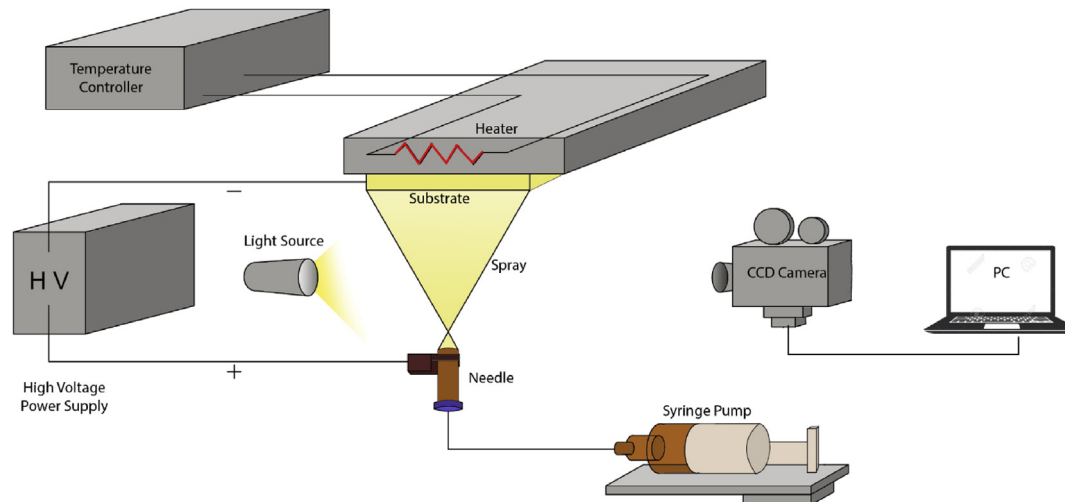 Temperature
Controller
Heater
Substrate
−
Light Source
Spray
H V
CCD Camera
PC
+
Needle
High Voltage
Power Supply
Syringe Pump